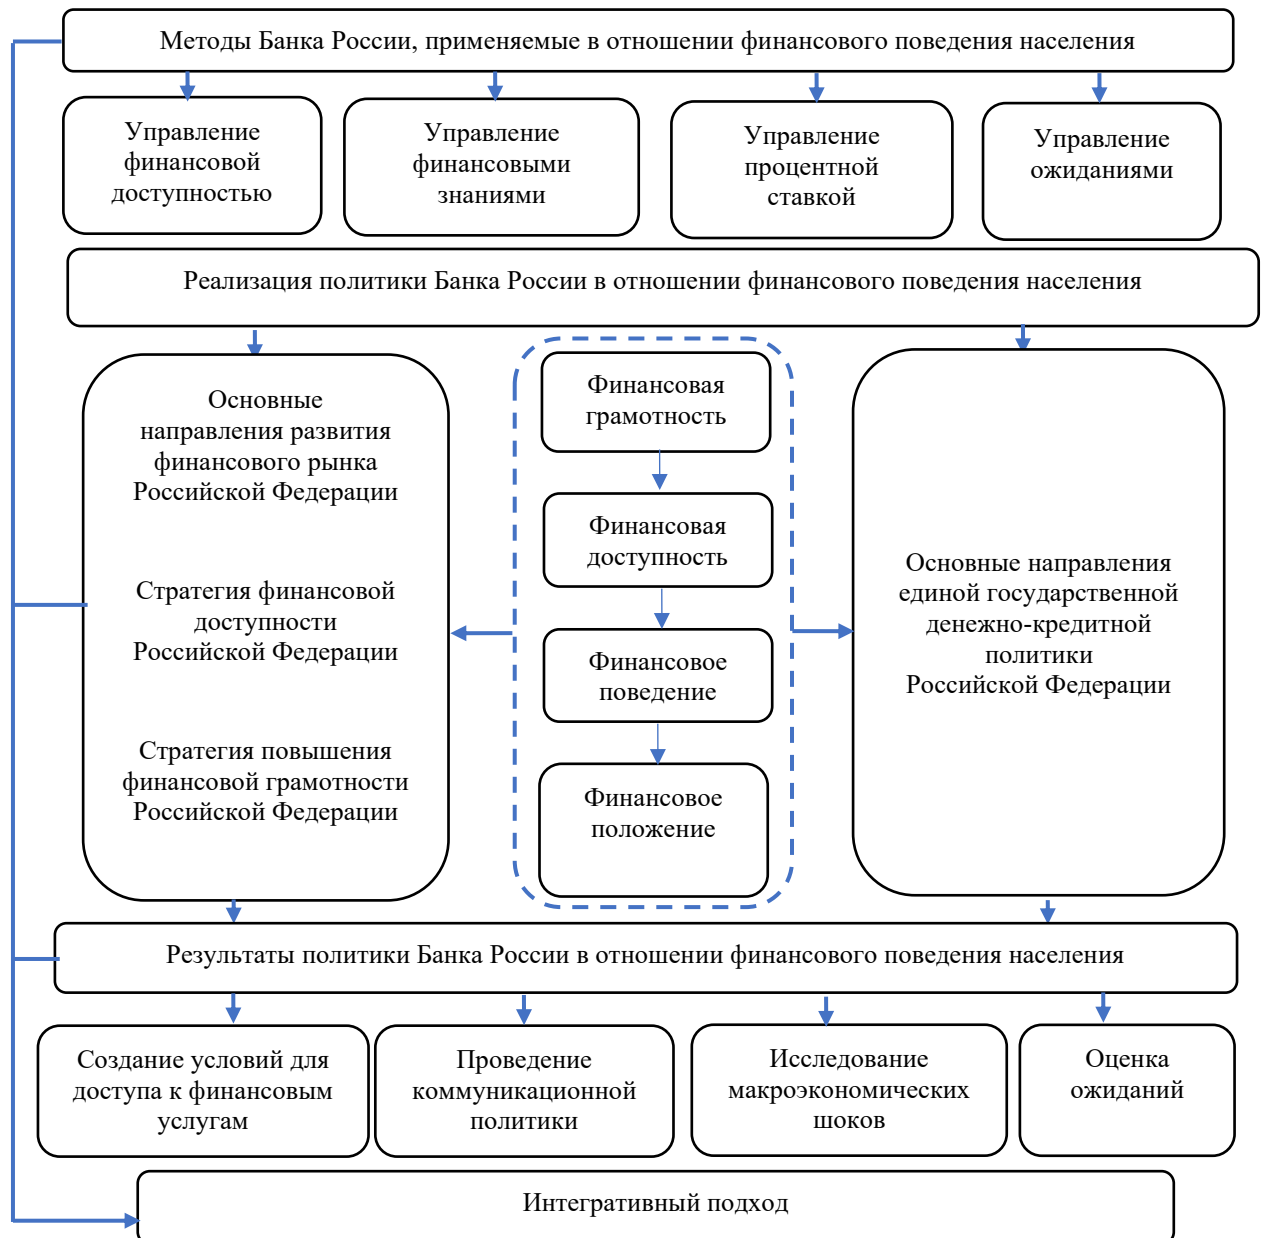 Методы Банка России, применяемые в отношении финансового поведения населения
Управление
финансовой
доступностью
Управление
финансовыми
знаниями
Управление
процентной
ставкой
Управление
ожиданиями
Реализация политики Банка России в отношении финансового поведения населения
Основные
направления развития
финансового рынка
Российской Федерации
Стратегия финансовой
доступности
Российской Федерации
Стратегия повышения
финансовой грамотности
Российской Федерации
Финансовая
грамотность
Финансовая
доступность
Финансовое
поведение
Финансовое
положение
Основные направления
единой государственной
денежно-кредитной
политики
Российской Федерации
Результаты политики Банка России в отношении финансового поведения населения
Создание условий для
доступа к финансовым
услугам
Проведение
коммуникационной
политики
Исследование
макроэкономических
шоков
Оценка
ожиданий
Интегративный подход